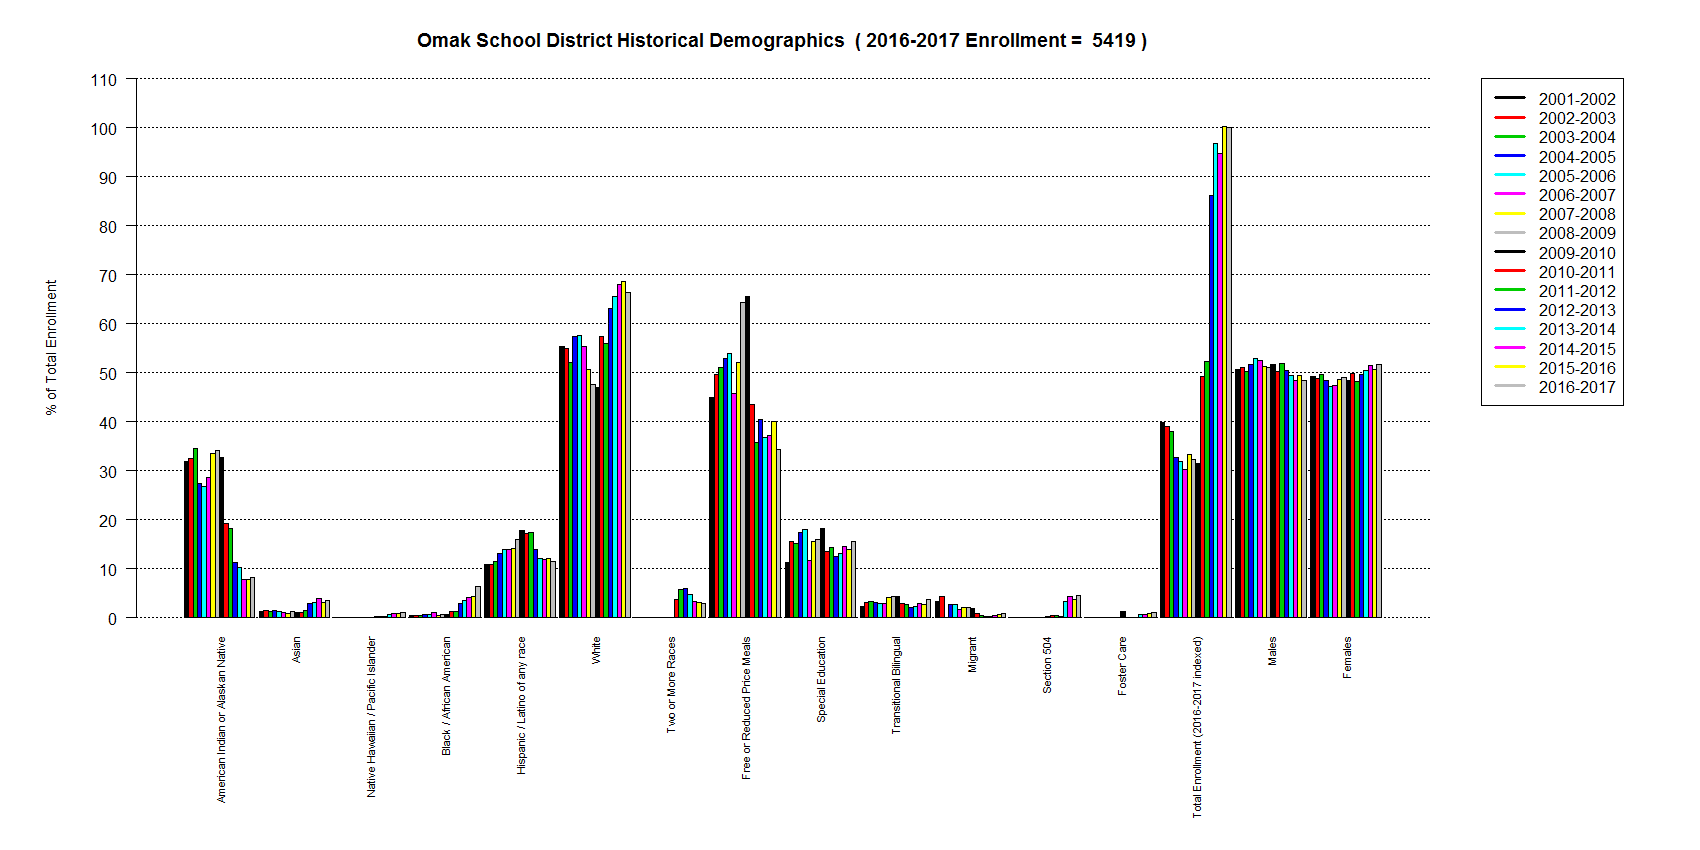 Omak School District Historical Demographics ( 2016-2017 Enrollment = 5419 )
% of Total Enrollment
110
100
90
80
70
60
50
40
30
20
10
0
American Indian or Alaskan Native
Asian
Native Hawaiian / Pacific Islander
Black / African American
Hispanic / Latino of any race
White
Two or More Races
Free or Reduced Price Meals
Special Education
Transitional Bilingual
Migrant
Section 504
Foster Care
Total Enrollment (2016-2017 indexed)
Males
Females
2001-2002
2002-2003
2003-2004
2004-2005
2005-2006
2006-2007
2007-2008
2008-2009
2009-2010
2010-2011
2011-2012
2012-2013
2013-2014
2014-2015
2015-2016
2016-2017